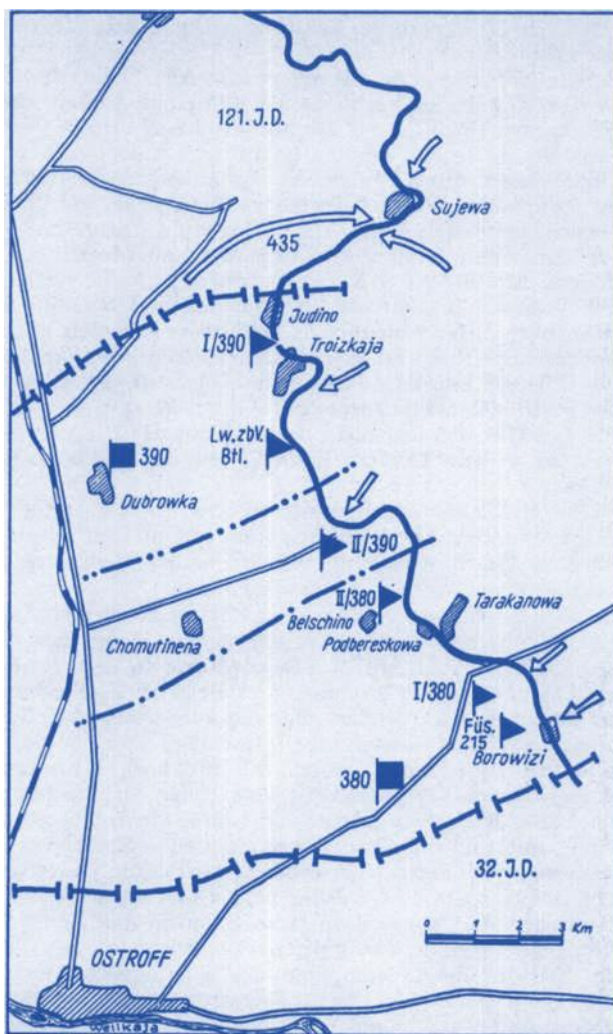 121. J.D.
Sujewa
435
Judino
I/390
Troizkaja
Lw. zbV.
Btl.
390
Dubrowka
II/390
II/380
Tarakanowa
Belschino
Podbereskowa
Chomutinena
I/380
Füs.
215
Borowizi
380
32. J.D.
0 1 2 3 Km
OSTROFF
Welikaja